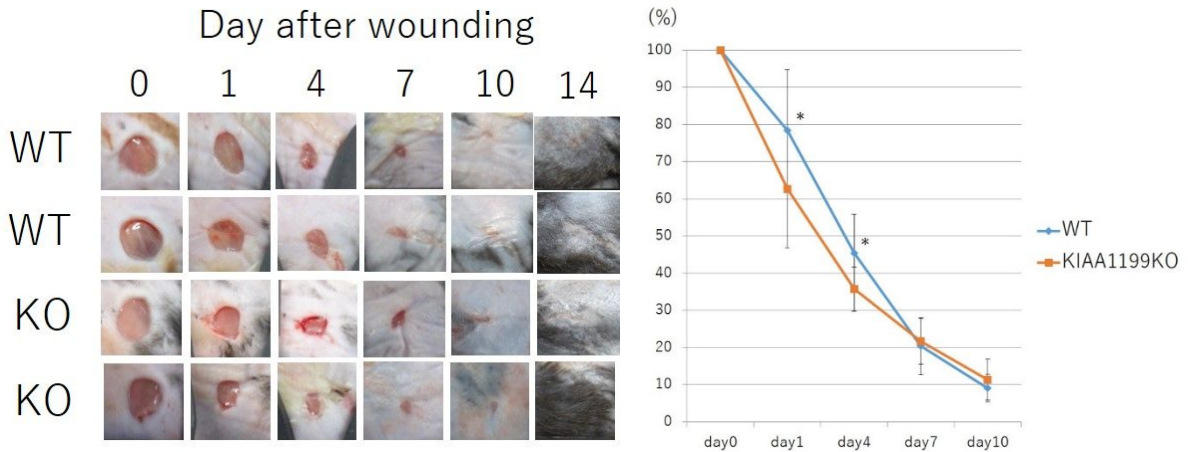 Day after wounding
0 1 4 7 10 14
WT
WT
KO
KO
(%)
100
90
80
70
60
50
40
30
20
10
0
*
*
day0 day1 day4 day7 day10
WT
KIAA1199KO